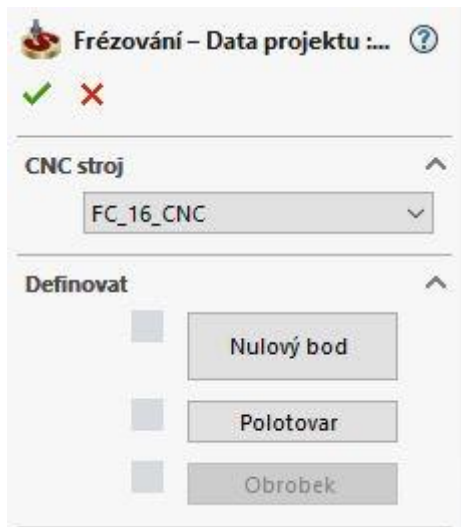 Frézování – Data projektu :...
CNC stroj
FC_16_CNC
Definovat
Nulový bod
Polotovar
Obrobek